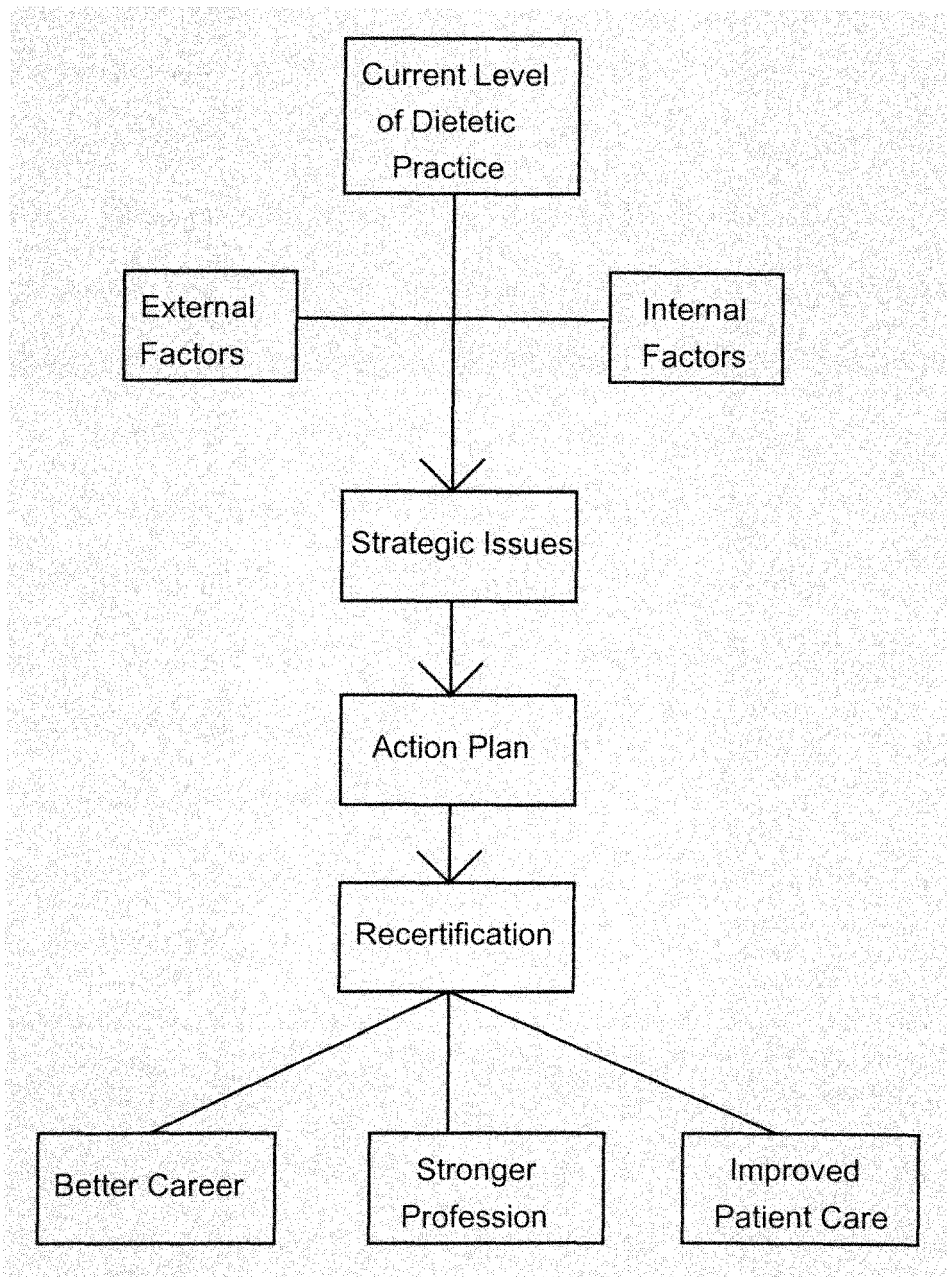 Current Level
of Dietetic
Practice
External
Factors
Internal
Factors
Strategic Issues
Action Plan
Recertification
Better Career
Stronger
Profession
Improved
Patient Care